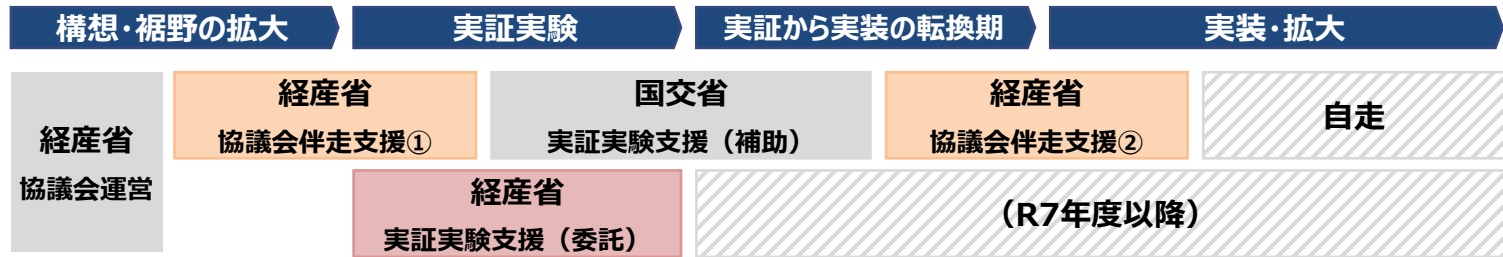 構想・裾野の拡大
実証実験
実証から実装の転換期
実装・拡大
経産省
協議会運営
経産省
協議会伴走支援①
国交省
実証実験支援（補助）
経産省
協議会伴走支援②
自走
経産省
実証実験支援（委託）
（R7年度以降）